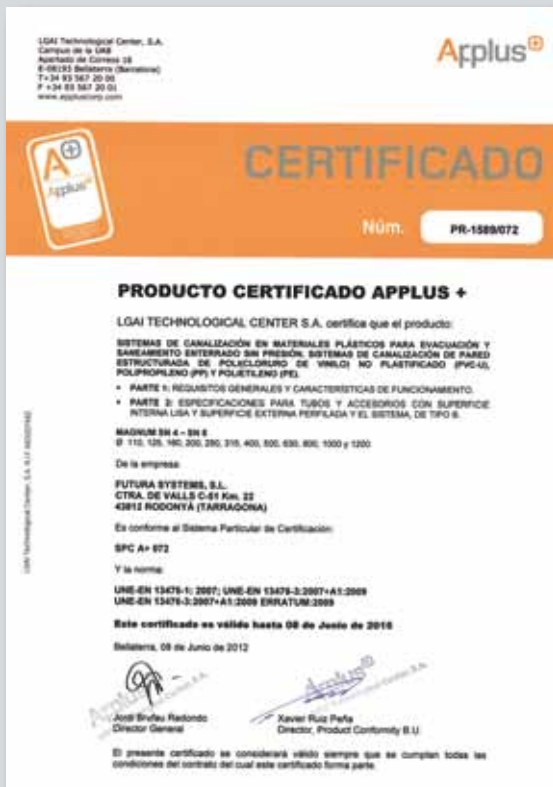 LGAI Technological Center, S.A.
Campus de la UAB
Apartado de Correos 18
E-08193 Bellaterra (Barcelona)
T +34 93 567 20 00
F +34 93 567 20 01
www.appluscorp.com
Applus+
A+
Applus+
CERTIFICADO
Núm.
PR-1589/072
PRODUCTO CERTIFICADO APPLUS +
LGAI TECHNOLOGICAL CENTER S.A. certifica que el producto:
SISTEMAS DE CANALIZACIÓN EN MATERIALES PLÁSTICOS PARA EVACUACIÓN Y
SANEAMIENTO ENTERRADO SIN PRESIÓN. SISTEMAS DE CANALIZACIÓN DE PARED
ESTRUCTURADA DE POLI(CLORURO DE VINILO) NO PLASTIFICADO (PVC-U),
POLIPROPILENO (PP) Y POLIETILENO (PE).
• PARTE 1: REQUISITOS GENERALES Y CARACTERÍSTICAS DE FUNCIONAMIENTO.
• PARTE 3: ESPECIFICACIONES PARA TUBOS Y ACCESORIOS CON SUPERFICIE
INTERNA LISA Y SUPERFICIE EXTERNA PERFILADA Y EL SISTEMA, DE TIPO B.
MAGNUM SN 4 – SN 8
Ø 110, 125, 160, 200, 250, 315, 400, 500, 630, 800, 1000 y 1200
De la empresa:
FUTURA SYSTEMS, S.L.
CTRA. DE VALLS C-51 Km. 22
43812 RODONYÀ (TARRAGONA)
Es conforme al Sistema Particular de Certificación:
SPC A+ 072
Y la norma:
UNE-EN 13476-1: 2007; UNE-EN 13476-3:2007+A1:2009
UNE-EN 13476-3:2007+A1:2009 ERRATUM:2009
Este certificado es válido hasta 08 de Junio de 2016
Bellaterra, 08 de Junio de 2012
Applus+
Applus+
Jordi Brufau Redondo
Director General
Xavier Ruiz Peña
Director, Product Conformity B.U.
El presente certificado se considerará válido siempre que se cumplan todas las
condiciones del contrato del cual este certificado forma parte.